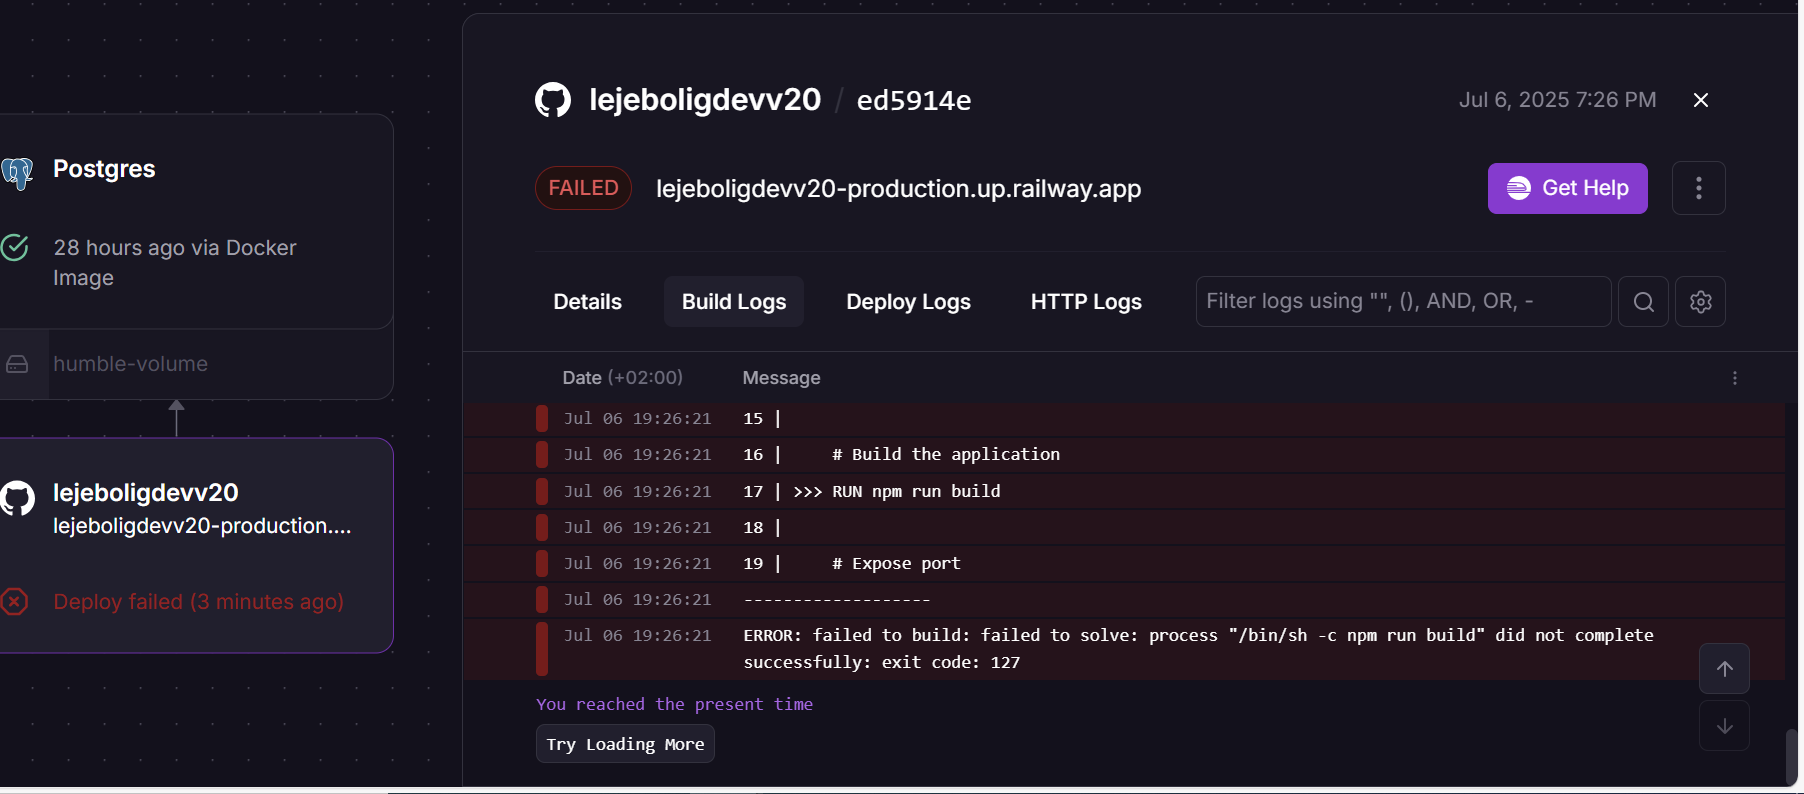 Postgres
28 hours ago via Docker
Image
humble-volume
lejeboligdevv20
lejeboligdevv20-production....
Deploy failed (3 minutes ago)
lejeboligdevv20 / ed5914e
Jul 6, 2025 7:26 PM
FAILED
lejeboligdevv20-production.up.railway.app
Get Help
Details
Build Logs
Deploy Logs
HTTP Logs
Filter logs using "", (), AND, OR, -
Date (+02:00) Message
Jul 06 19:26:21 15 |
Jul 06 19:26:21 16 | # Build the application
Jul 06 19:26:21 17 | >>> RUN npm run build
Jul 06 19:26:21 18 |
Jul 06 19:26:21 19 | # Expose port
Jul 06 19:26:21 -------------------
Jul 06 19:26:21 ERROR: failed to build: failed to solve: process "/bin/sh -c npm run build" did not complete
successfully: exit code: 127
You reached the present time
Try Loading More